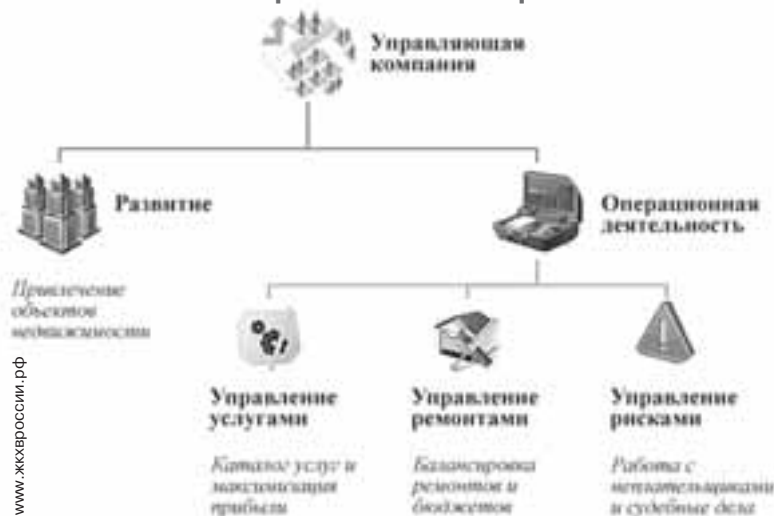 Управляющая
компания
Развитие
Операционная
деятельность
Привлечение
объектов
недвижимости
Управление
услугами
Управление
ремонтами
Управление
рисками
Каталог услуг и
максимизация
прибыли
Балансировка
ремонтов и
бюджетов
Работа с
неплательщиками
и судебные дела
www.жкхвроссии.рф